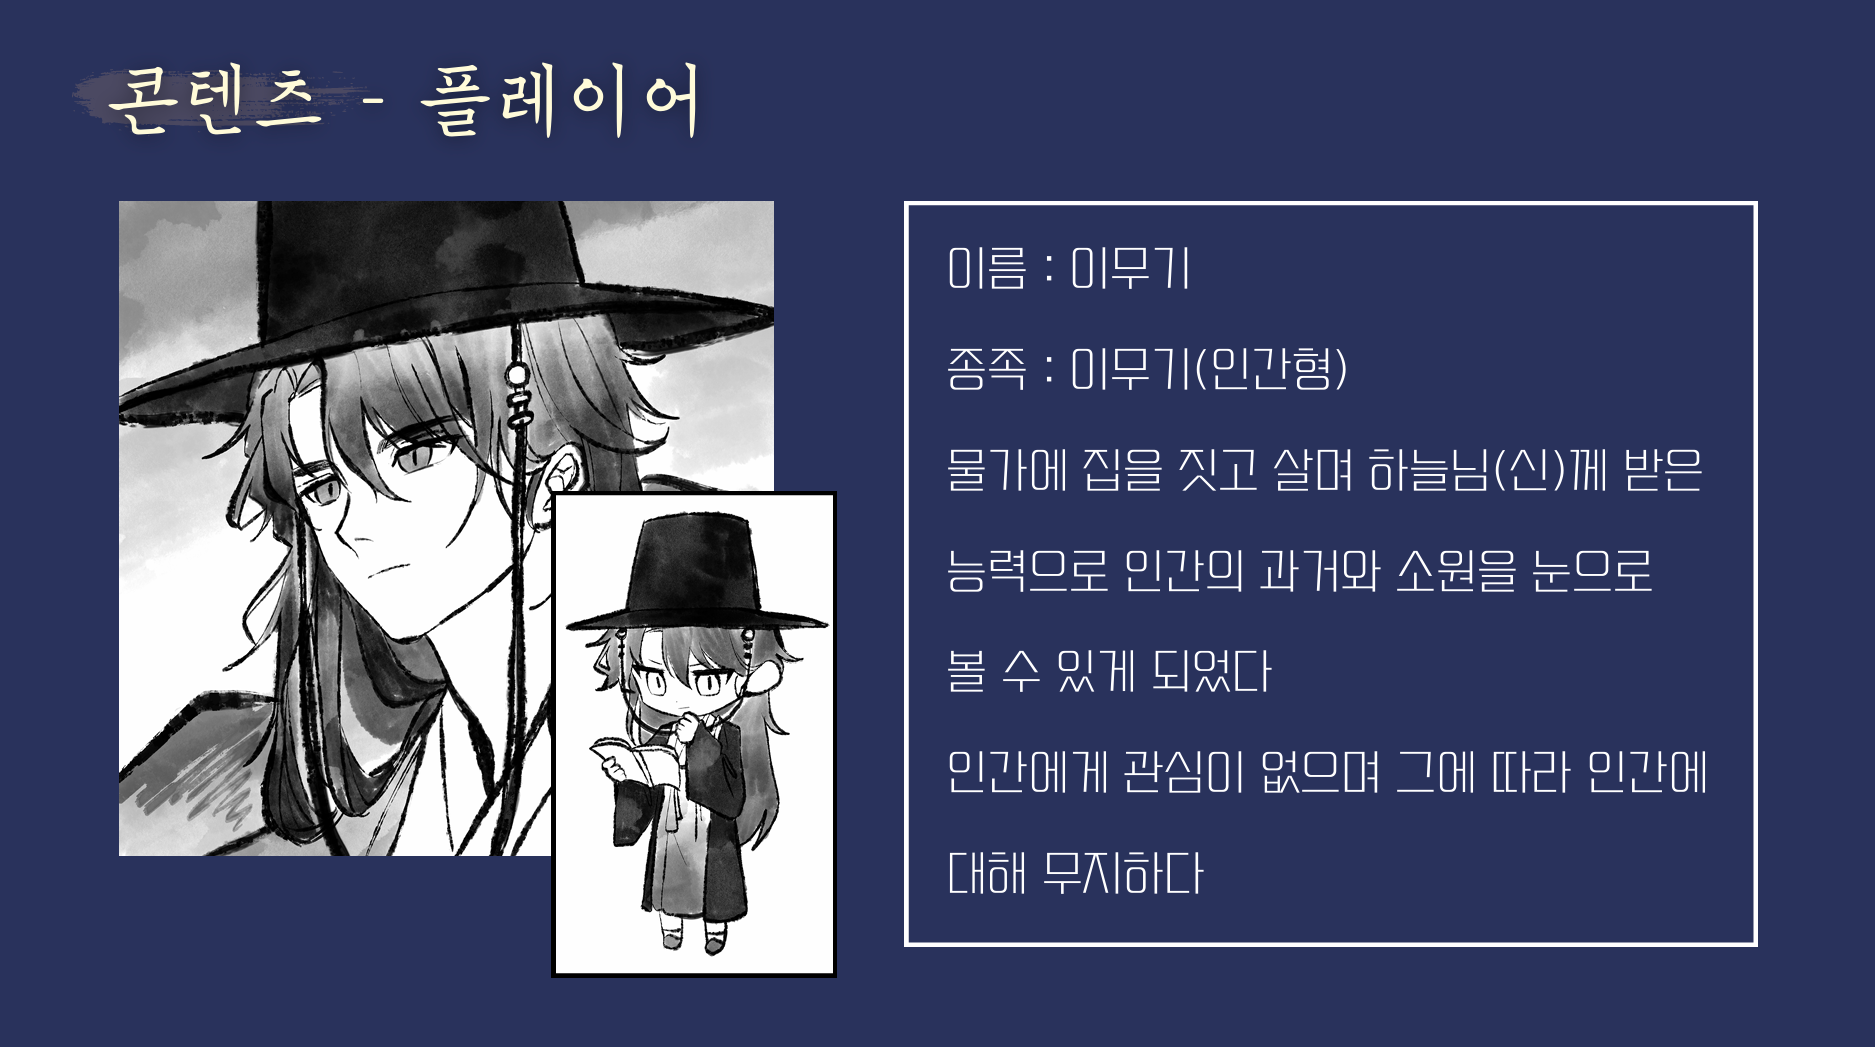 콘텐츠 - 플레이어
이름 : 이무기
종족 : 이무기(인간형)
물가에 집을 짓고 살며 하늘님(신)께 받은
능력으로 인간의 과거와 소원을 눈으로
볼 수 있게 되었다
인간에게 관심이 없으며 그에 따라 인간에
대해 무지하다